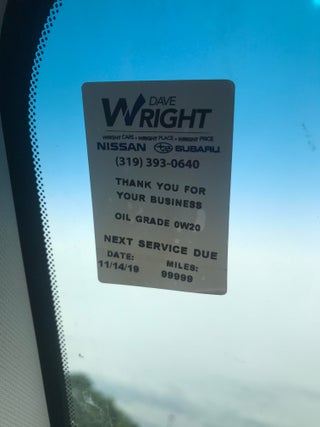 DAVE
WRIGHT
WRIGHT CARS • WRIGHT PLACE • WRIGHT PRICE
NISSAN SUBARU
(319) 393-0640
THANK YOU FOR
YOUR BUSINESS
OIL GRADE 0W20
NEXT SERVICE DUE
DATE: MILES:
11/14/19 99999